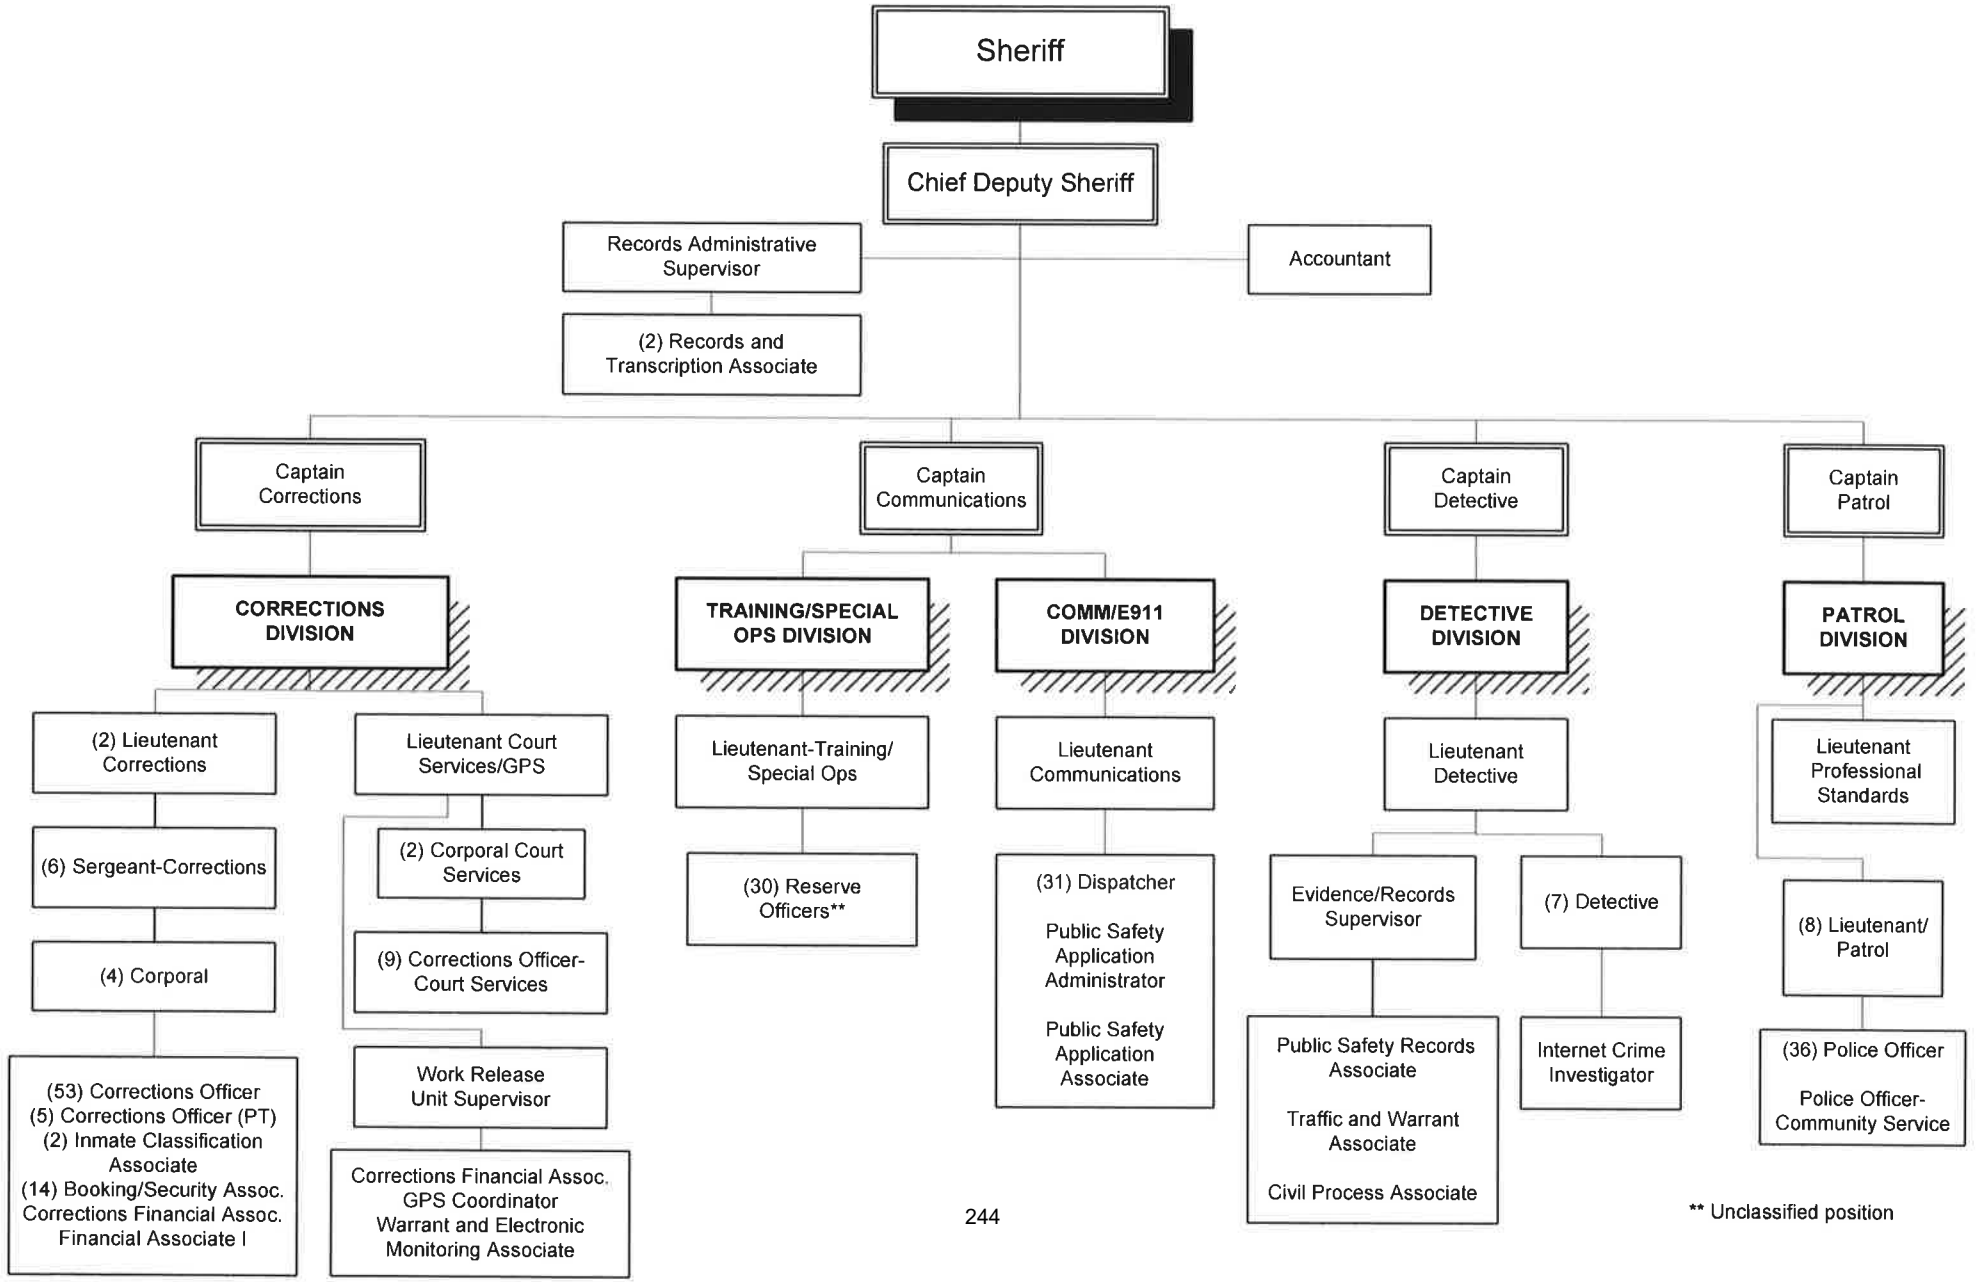 Sheriff
Chief Deputy Sheriff
Records Administrative
Supervisor
Accountant
(2) Records and
Transcription Associate
Captain
Corrections
Captain
Communications
Captain
Detective
Captain
Patrol
CORRECTIONS
DIVISION
TRAINING/SPECIAL
OPS DIVISION
COMM/E911
DIVISION
DETECTIVE
DIVISION
PATROL
DIVISION
(2) Lieutenant
Corrections
(6) Sergeant-Corrections
(4) Corporal
(53) Corrections Officer
(5) Corrections Officer (PT)
(2) Inmate Classification
Associate
(14) Booking/Security Assoc.
Corrections Financial Assoc.
Financial Associate I
Lieutenant Court
Services/GPS
(2) Corporal Court
Services
(9) Corrections Officer-
Court Services
Work Release
Unit Supervisor
Corrections Financial Assoc.
GPS Coordinator
Warrant and Electronic
Monitoring Associate
Lieutenant-Training/
Special Ops
(30) Reserve
Officers**
Lieutenant
Communications
(31) Dispatcher
Public Safety
Application
Administrator
Public Safety
Application
Associate
Lieutenant
Detective
Evidence/Records
Supervisor
Public Safety Records
Associate
Traffic and Warrant
Associate
Civil Process Associate
(7) Detective
Internet Crime
Investigator
Lieutenant
Professional
Standards
(8) Lieutenant/
Patrol
(36) Police Officer
Police Officer-
Community Service
244
** Unclassified position